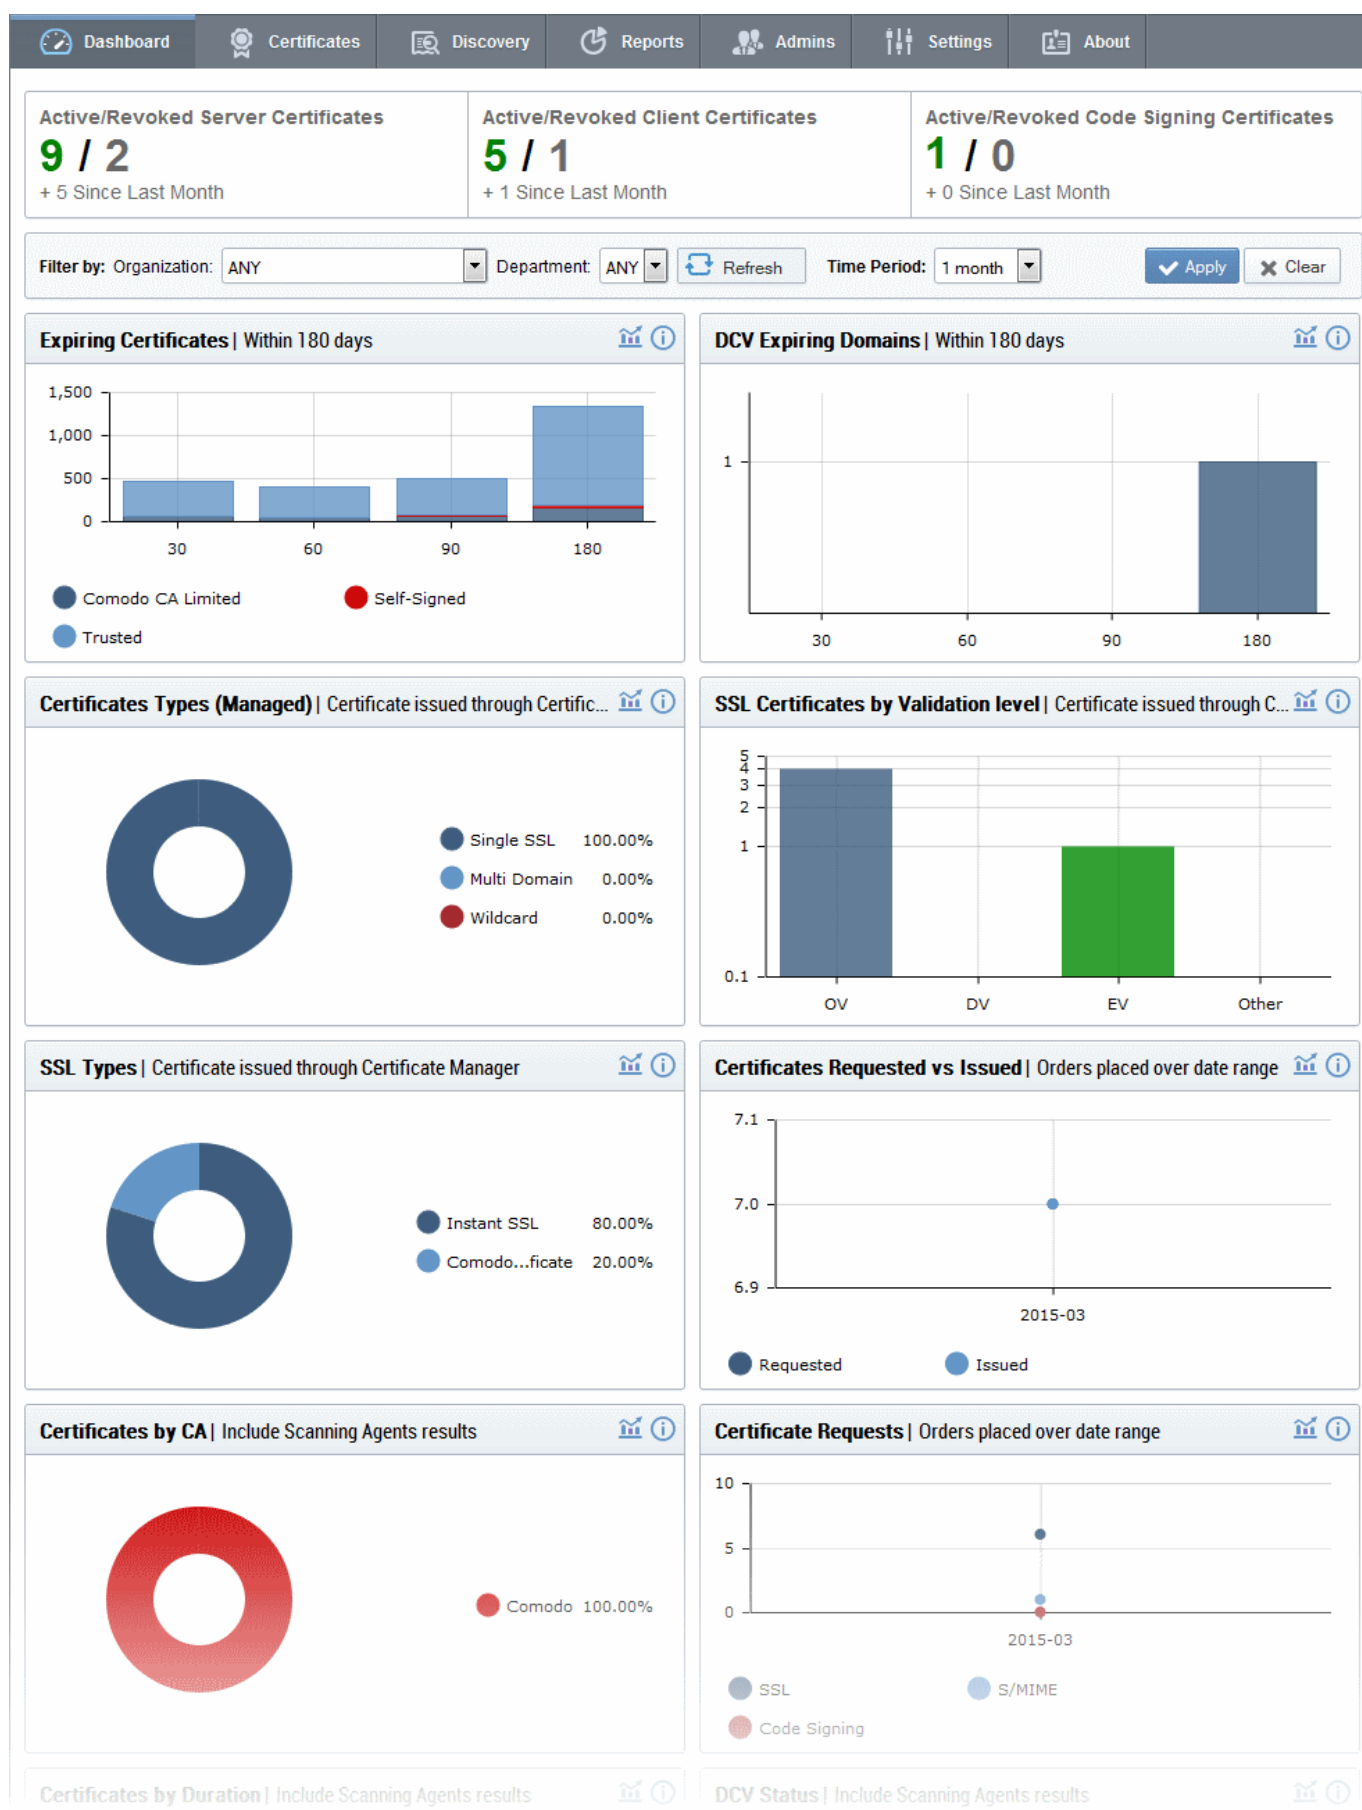 Dashboard Certificates Discovery Reports Admins Settings About
Active/Revoked Server Certificates
9 / 2
+ 5 Since Last Month
Active/Revoked Client Certificates
5 / 1
+ 1 Since Last Month
Active/Revoked Code Signing Certificates
1 / 0
+ 0 Since Last Month
Filter by: Organization: ANY Department: ANY Refresh Time Period: 1 month Apply Clear
Expiring Certificates | Within 180 days
1,500
1,000
500
0
30 60 90 180
Comodo CA Limited Self-Signed
Trusted
DCV Expiring Domains | Within 180 days
1
30 60 90 180
Certificates Types (Managed) | Certificate issued through Certific...
Single SSL 100.00%
Multi Domain 0.00%
Wildcard 0.00%
SSL Certificates by Validation level | Certificate issued through C...
5
4
3
2
1
0.1
OV DV EV Other
SSL Types | Certificate issued through Certificate Manager
Instant SSL 80.00%
Comodo...ficate 20.00%
Certificates Requested vs Issued | Orders placed over date range
7.1
7.0
6.9
2015-03
Requested Issued
Certificates by CA | Include Scanning Agents results
Comodo 100.00%
Certificate Requests | Orders placed over date range
10
5
0
2015-03
SSL S/MIME
Code Signing
Certificates by Duration | Include Scanning Agents results
DCV Status | Include Scanning Agents results